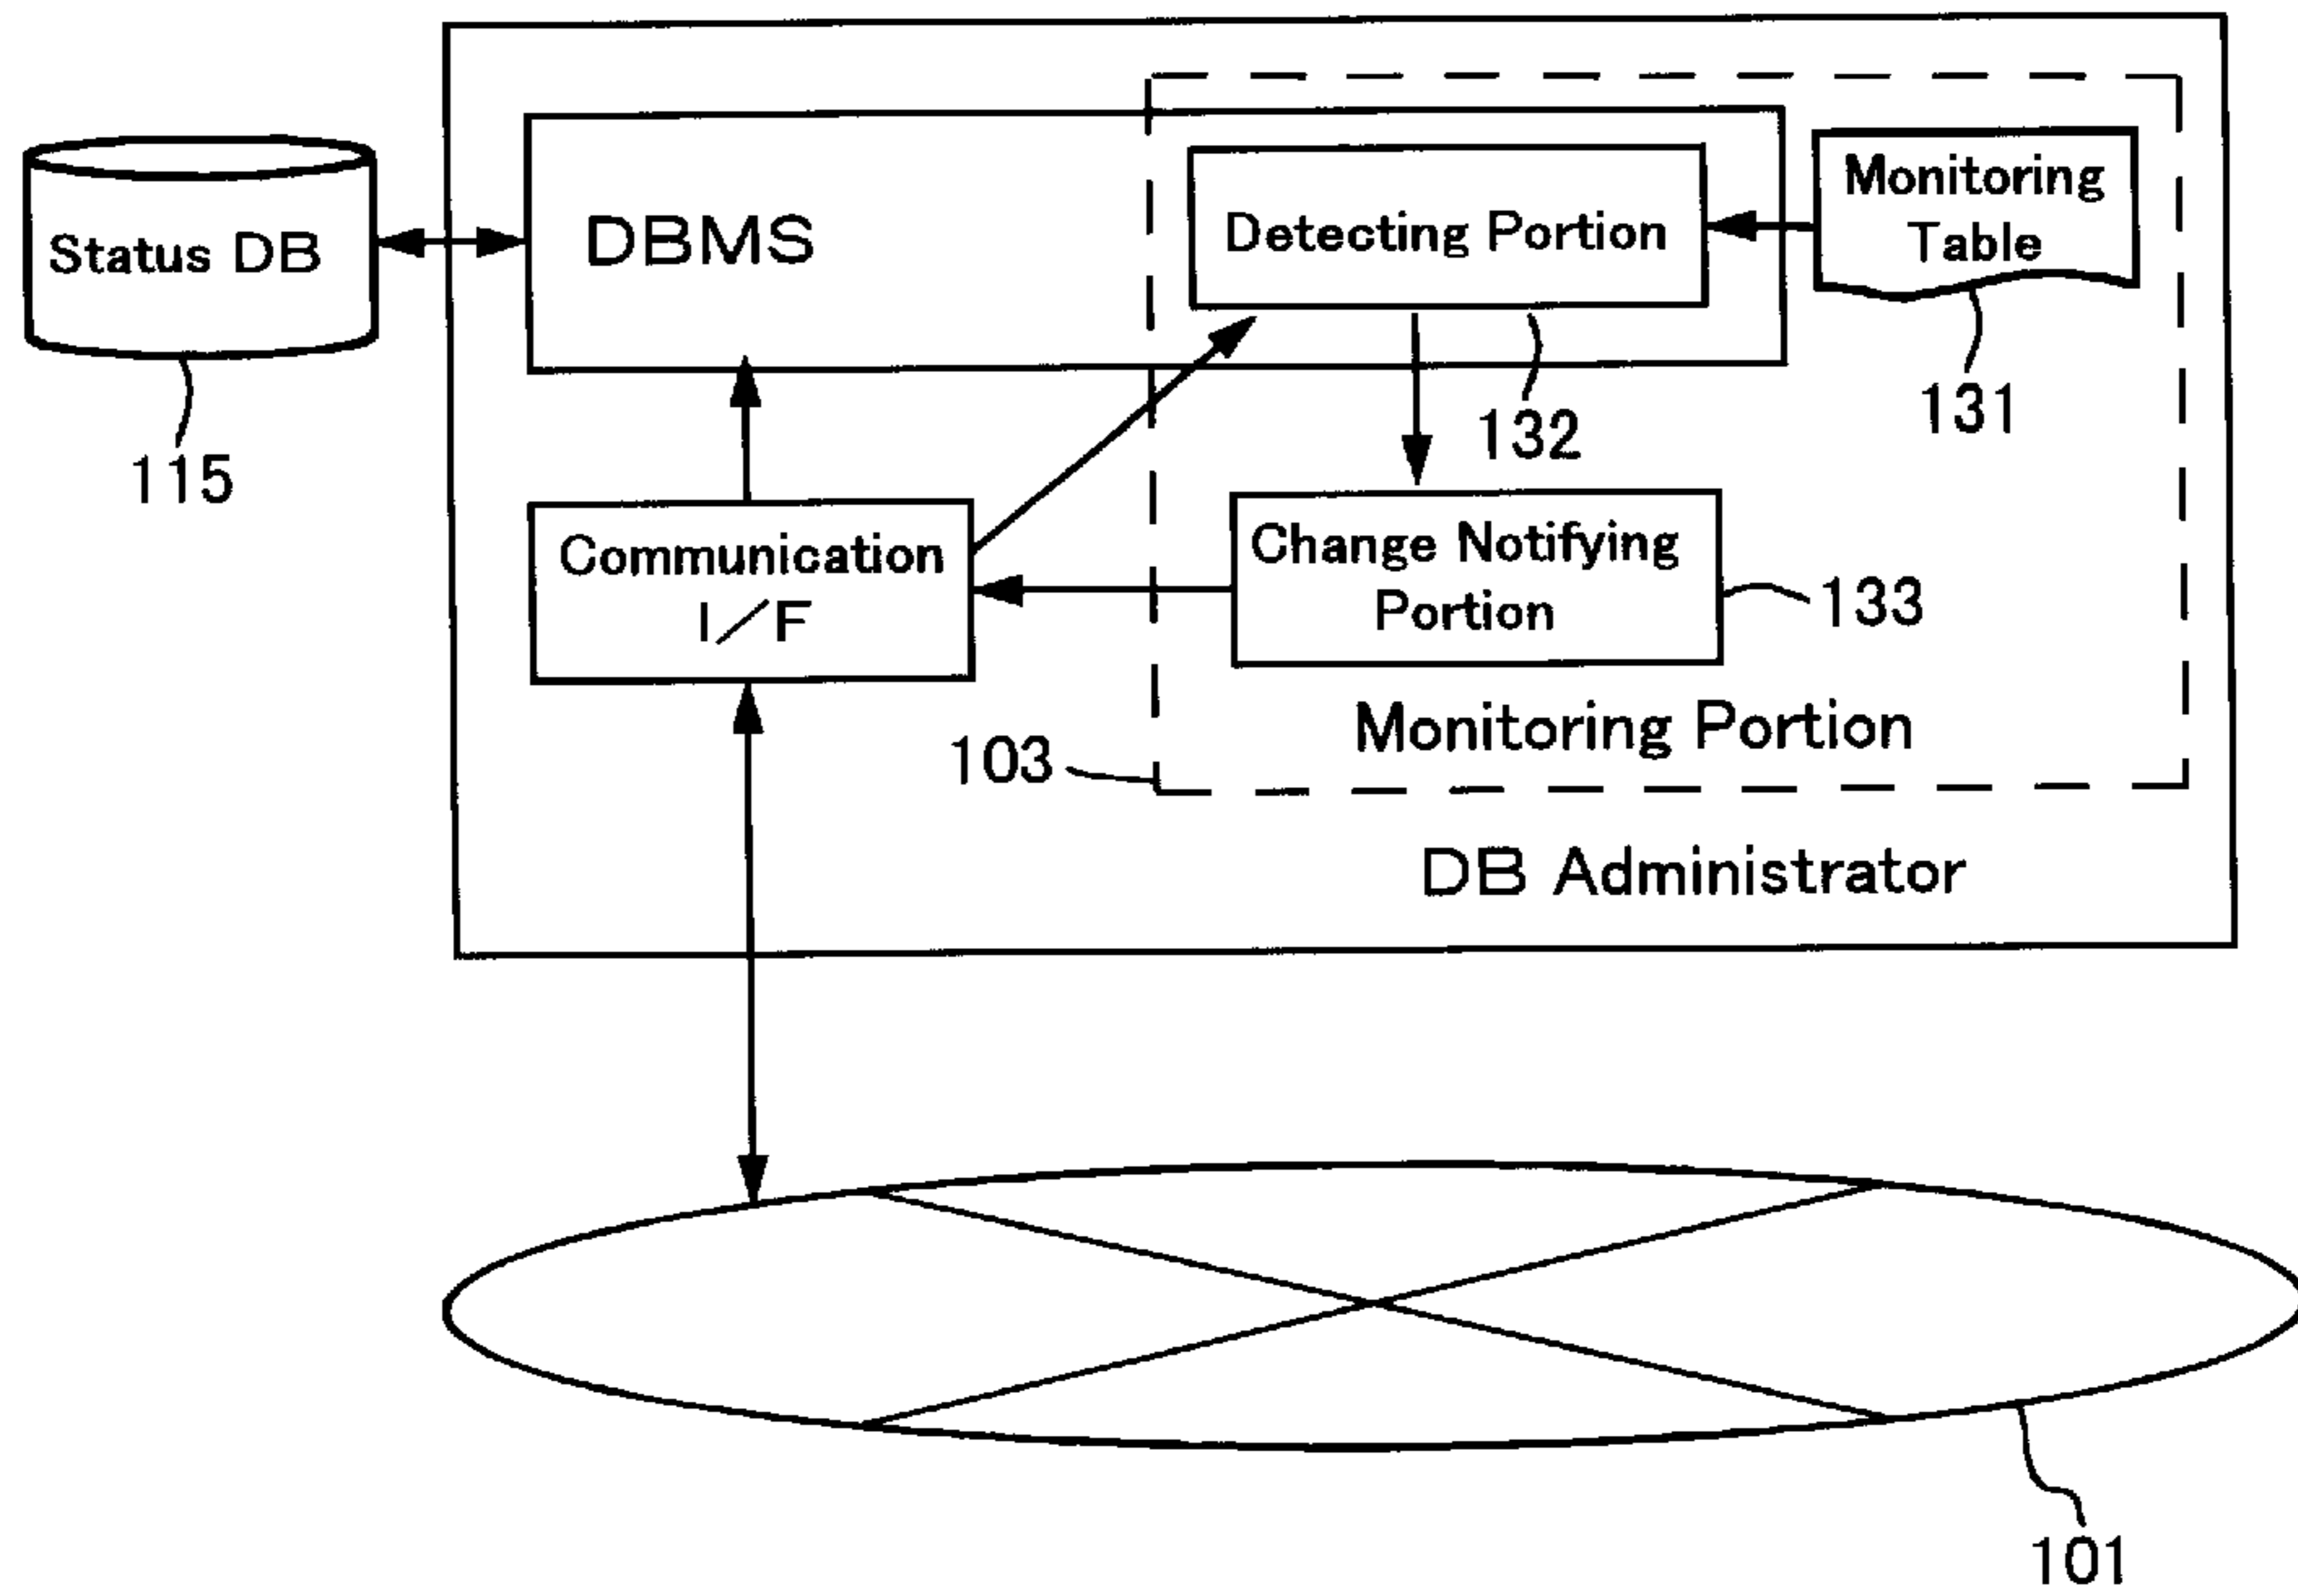 Monitoring
Table
Detecting Portion
DBMS
Status DB
131
132
115
Change Notifying
Portion
Communication
I/F
133
Monitoring Portion
103
DB Administrator
101